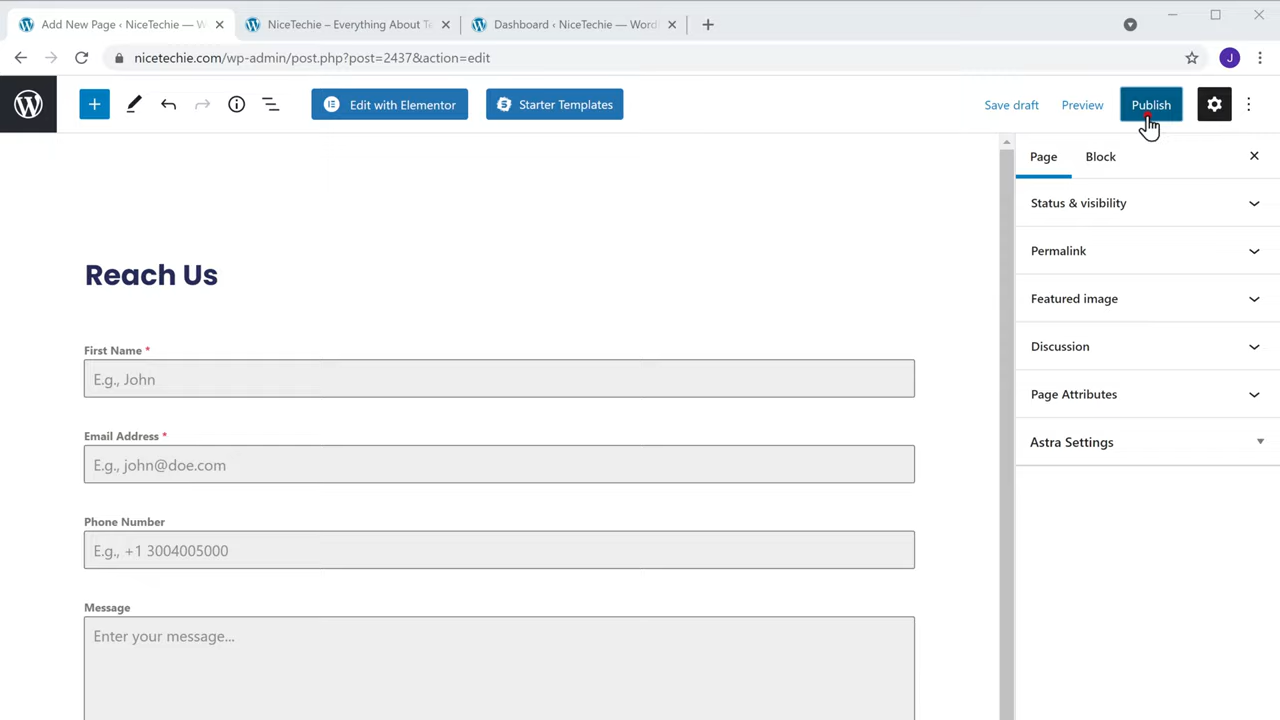 Add New Page ‹ NiceTechie — W
NiceTechie – Everything About Te
Dashboard ‹ NiceTechie — Word
nicetechie.com/wp-admin/post.php?post=2437&action=edit
J
Edit with Elementor
Starter Templates
Save draft
Preview
Publish
Page
Block
Status & visibility
Permalink
Featured image
Discussion
Page Attributes
Astra Settings
Reach Us
First Name *
E.g., John
Email Address *
E.g., john@doe.com
Phone Number
E.g., +1 3004005000
Message
Enter your message...